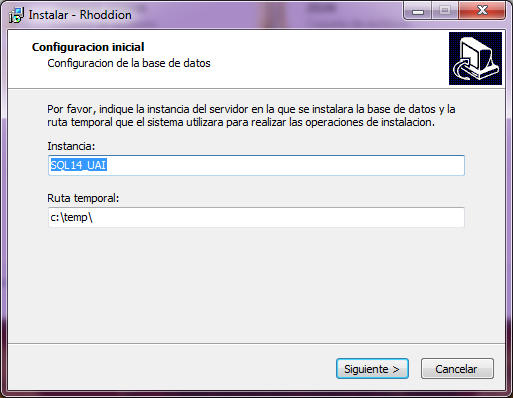 Instalar - Rhoddion
Configuracion inicial
Configuracion de la base de datos
Por favor, indique la instancia del servidor en la que se instalara la base de datos y la
ruta temporal que el sistema utilizara para realizar las operaciones de instalacion.
Instancia:
SQL14_UAI
Ruta temporal:
c:\temp\
Siguiente >
Cancelar